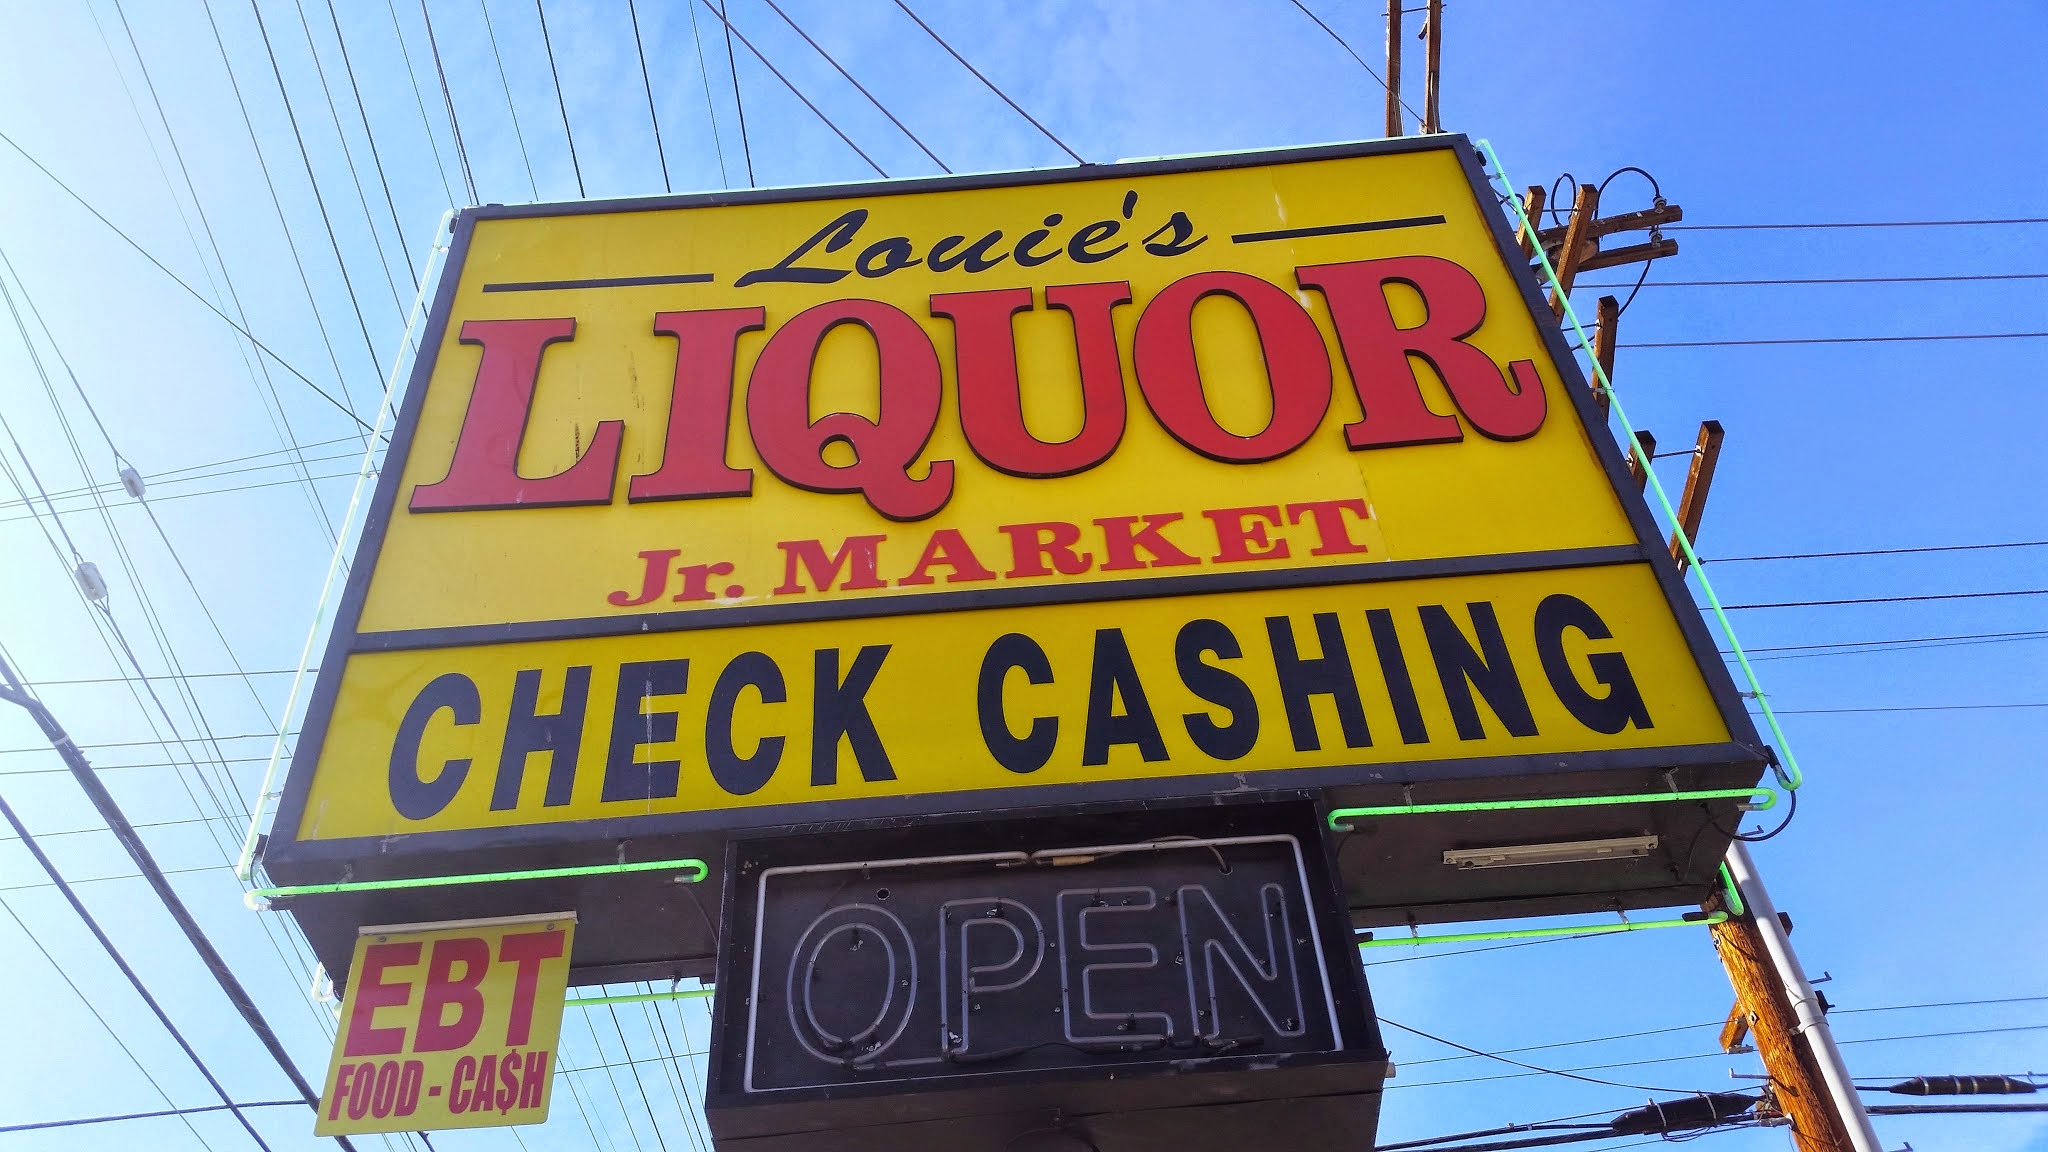 Louie's
LIQUOR
Jr. MARKET
CHECK CASHING
OPEN
EBT
FOOD - CA$H